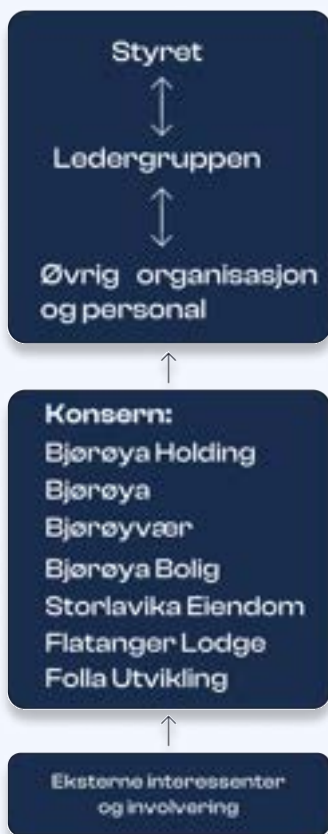 Styret
Ledergruppen
Øvrig organisasjon
og personal
Konsern:
Bjørøya Holding
Bjørøya
Bjørøyvær
Bjørøya Bolig
Storlavika Eiendom
Flatanger Lodge
Folla Utvikling
Eksterne interessenter
og involvering